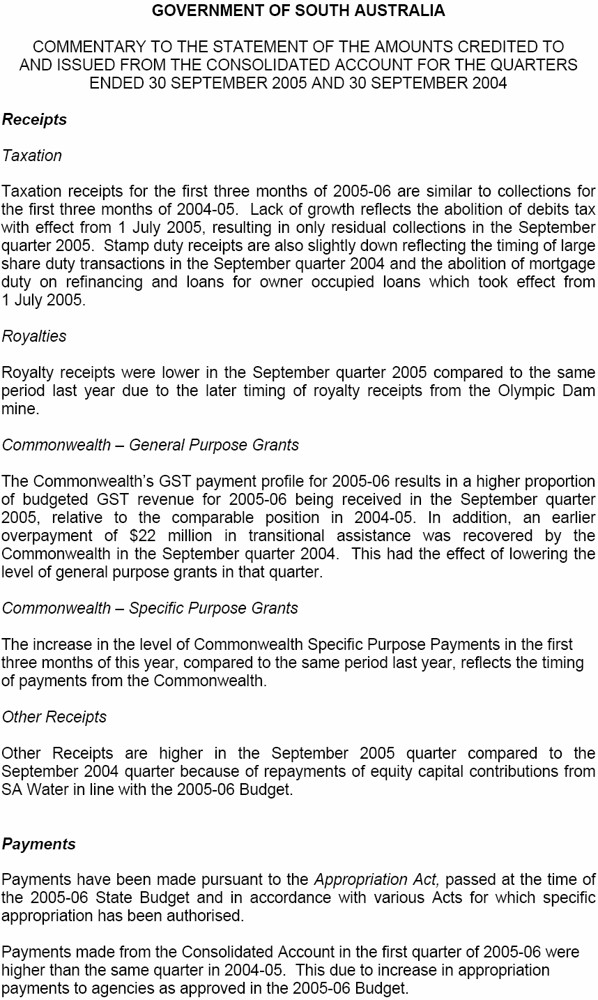 GOVERNMENT OF SOUTH AUSTRALIA
COMMENTARY TO THE STATEMENT OF THE AMOUNTS CREDITED TO
AND ISSUED FROM THE CONSOLIDATED ACCOUNT FOR THE QUARTERS
ENDED 30 SEPTEMBER 2005 AND 30 SEPTEMBER 2004
Receipts
Taxation
Taxation receipts for the first three months of 2005-06 are similar to collections for
the first three months of 2004-05. Lack of growth reflects the abolition of debits tax
with effect from 1 July 2005, resulting in only residual collections in the September
quarter 2005. Stamp duty receipts are also slightly down reflecting the timing of large
share duty transactions in the September quarter 2004 and the abolition of mortgage
duty on refinancing and loans for owner occupied loans which took effect from
1 July 2005.
Royalties
Royalty receipts were lower in the September quarter 2005 compared to the same
period last year due to the later timing of royalty receipts from the Olympic Dam
mine.
Commonwealth – General Purpose Grants
The Commonwealth’s GST payment profile for 2005-06 results in a higher proportion
of budgeted GST revenue for 2005-06 being received in the September quarter
2005, relative to the comparable position in 2004-05. In addition, an earlier
overpayment of $22 million in transitional assistance was recovered by the
Commonwealth in the September quarter 2004. This had the effect of lowering the
level of general purpose grants in that quarter.
Commonwealth – Specific Purpose Grants
The increase in the level of Commonwealth Specific Purpose Payments in the first
three months of this year, compared to the same period last year, reflects the timing
of payments from the Commonwealth.
Other Receipts
Other Receipts are higher in the September 2005 quarter compared to the
September 2004 quarter because of repayments of equity capital contributions from
SA Water in line with the 2005-06 Budget.
Payments
Payments have been made pursuant to the Appropriation Act, passed at the time of
the 2005-06 State Budget and in accordance with various Acts for which specific
appropriation has been authorised.
Payments made from the Consolidated Account in the first quarter of 2005-06 were
higher than the same quarter in 2004-05. This due to increase in appropriation
payments to agencies as approved in the 2005-06 Budget.